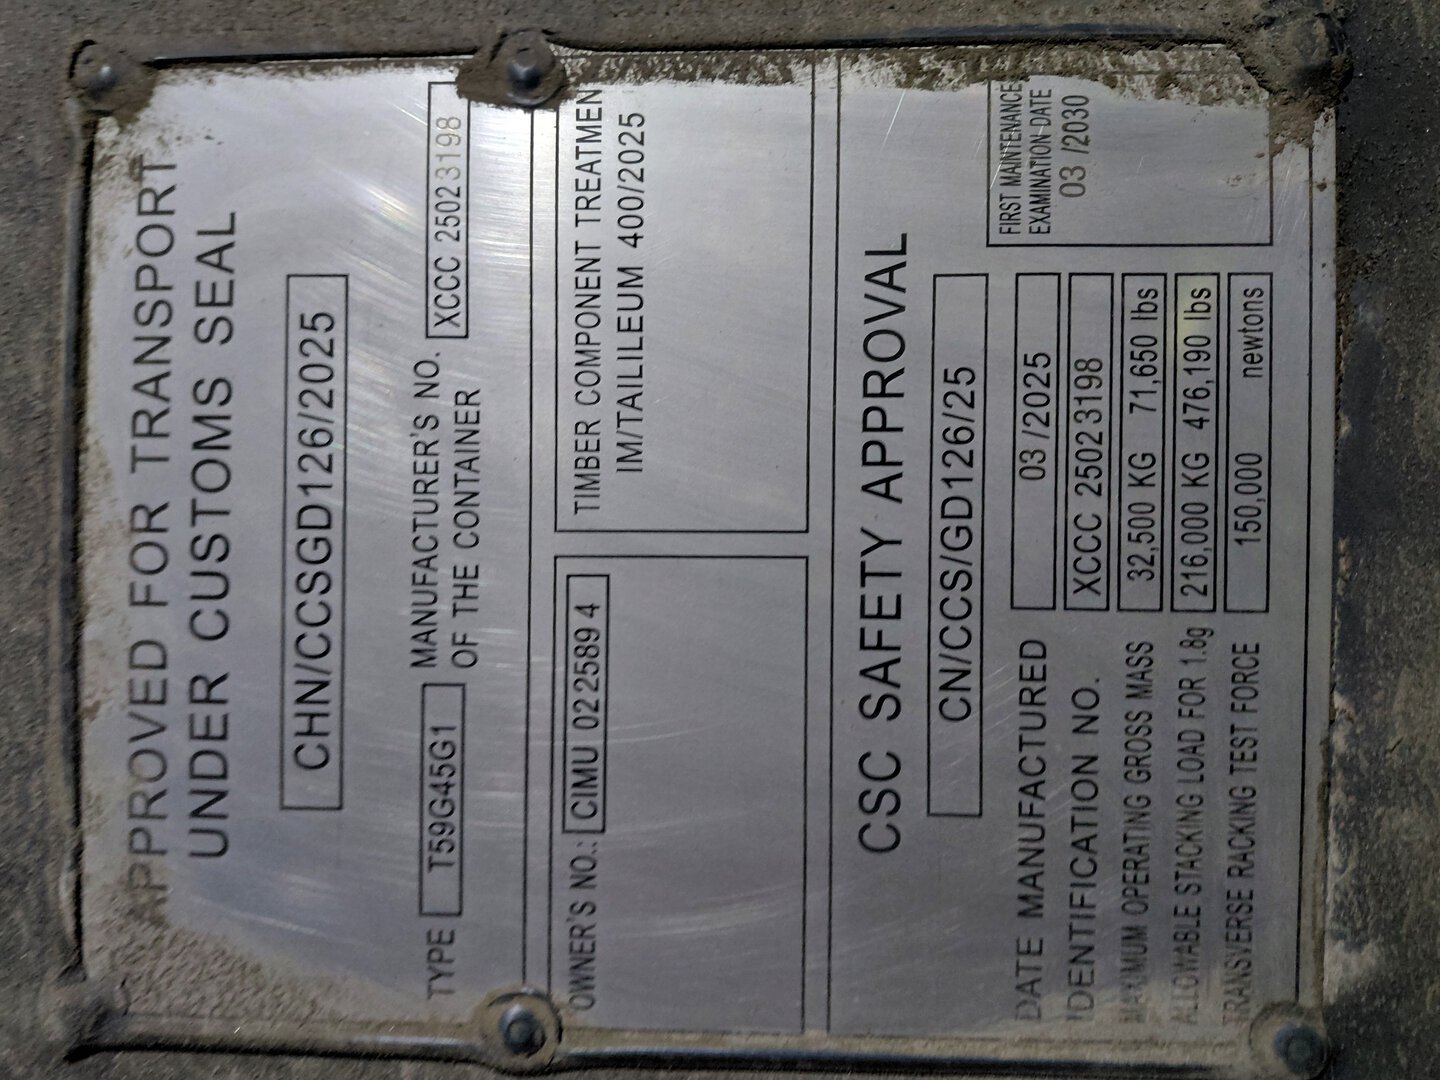 APPROVED FOR TRANSPORT
UNDER CUSTOMS SEAL
CHN/CCSGD126/2025
TYPE T59G45G1 MANUFACTURER'S NO. OF THE CONTAINER XCCC 25023198
OWNER'S NO.: CIMU 022589 4
TIMBER COMPONENT TREATMEN
IM/TAILILEUM 400/2025
CSC SAFETY APPROVAL
CN/CCS/GD126/25
DATE MANUFACTURED 03 /2025
IDENTIFICATION NO. XCCC 25023198
MAXIMUM OPERATING GROSS MASS 32,500 KG 71,650 lbs
ALLOWABLE STACKING LOAD FOR 1.8g 216,000 KG 476,190 lbs
TRANSVERSE RACKING TEST FORCE 150,000 newtons
FIRST MAINTENANCE
EXAMINATION DATE
03 /2030